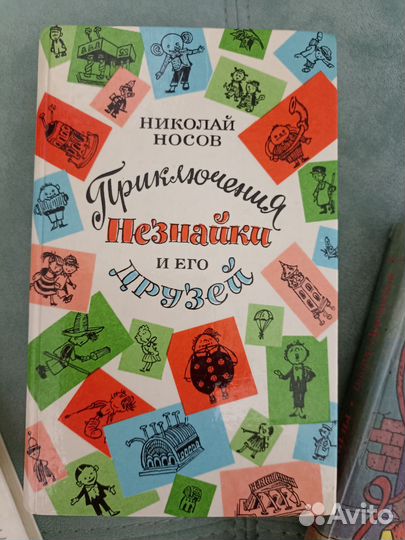 НИКОЛАЙ
НОСОВ
Приключения
Незнайки
И ЕГО
друзей
Avito